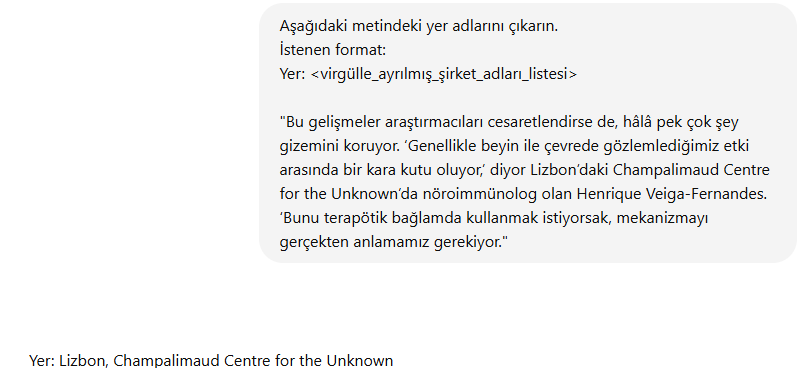 Aşağıdaki metindeki yer adlarını çıkarın.
İstenen format:
Yer: <virgülle_ayrılmış_şirket_adları_listesi>
"Bu gelişmeler araştırmacıları cesaretlendirse de, hâlâ pek çok şey
gizemini koruyor. ‘Genellikle beyin ile çevrede gözlemlediğimiz etki
arasında bir kara kutu oluyor,’ diyor Lizbon’daki Champalimaud Centre
for the Unknown’da nöroimmünolog olan Henrique Veiga-Fernandes.
‘Bunu terapötik bağlamda kullanmak istiyorsak, mekanizmayı
gerçekten anlamamız gerekiyor."
Yer: Lizbon, Champalimaud Centre for the Unknown